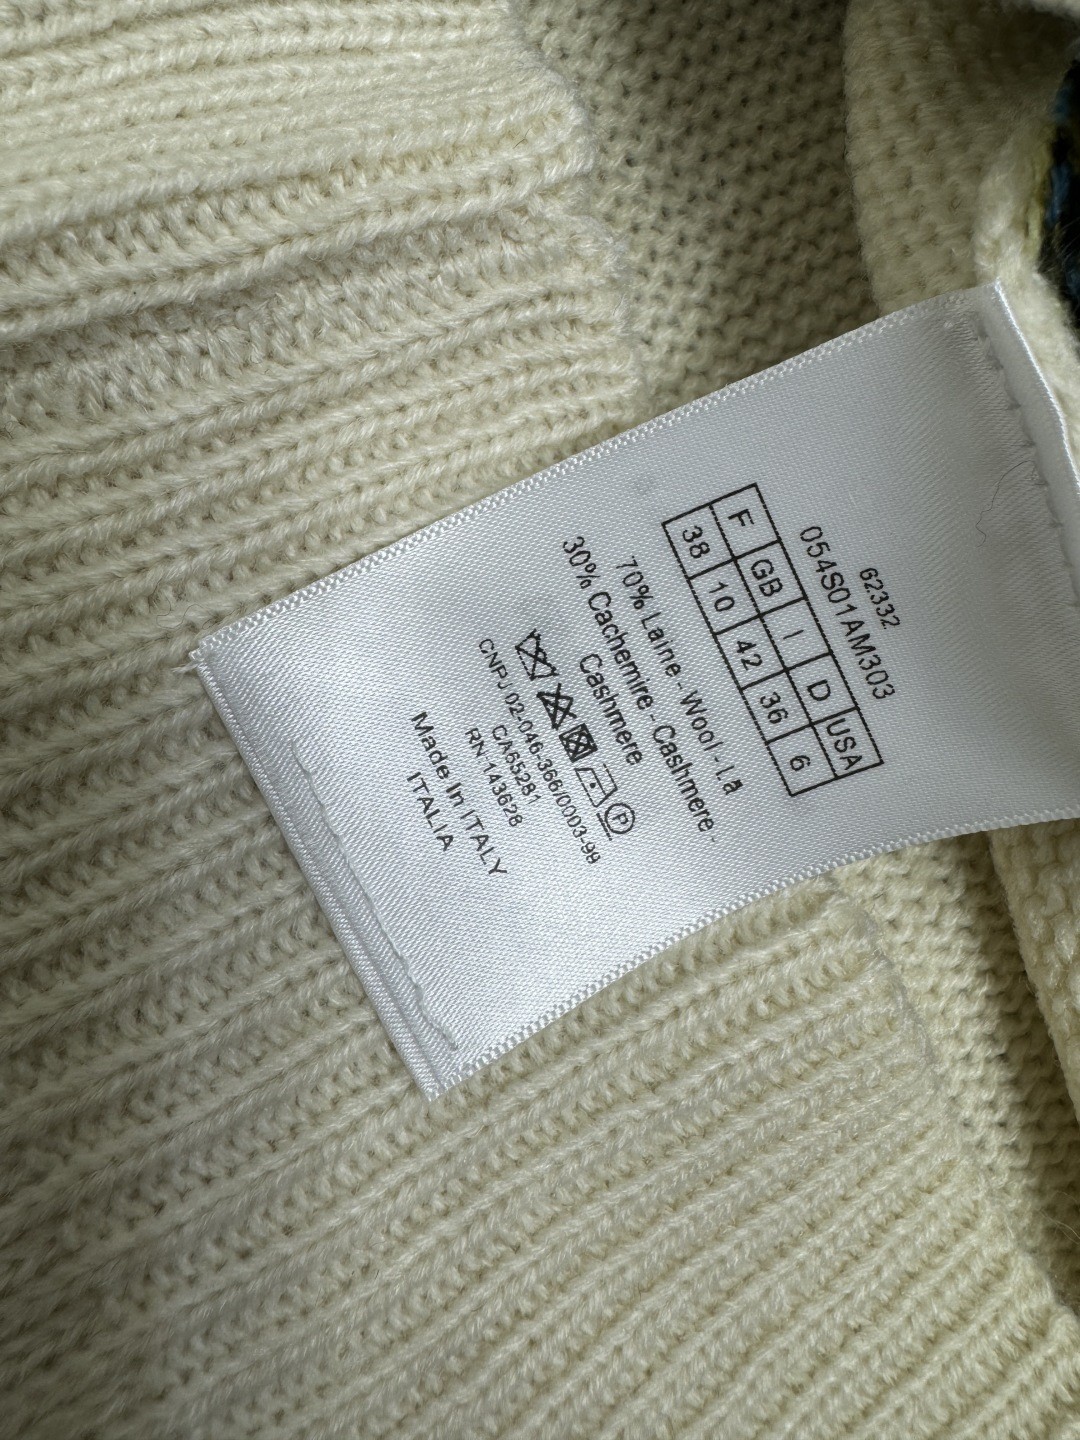 62332
054S01AM303
F GB I D USA
38 10 42 36 6
70% Laine - Wool - Lã
30% Cachemire - Cashmere -
Cashmere
P
CNPJ 02-046-366/0003-99
CA65281
RN 143628
Made In ITALY
ITALIA